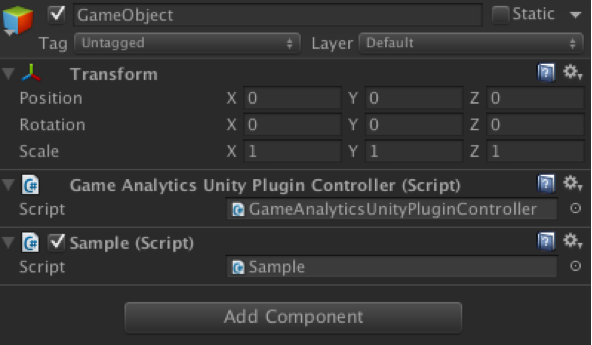 GameObject Static
Tag Untagged Layer Default
Transform
Position X 0 Y 0 Z 0
Rotation X 0 Y 0 Z 0
Scale X 1 Y 1 Z 1
Game Analytics Unity Plugin Controller (Script)
Script GameAnalyticsUnityPluginController
Sample (Script)
Script Sample
Add Component